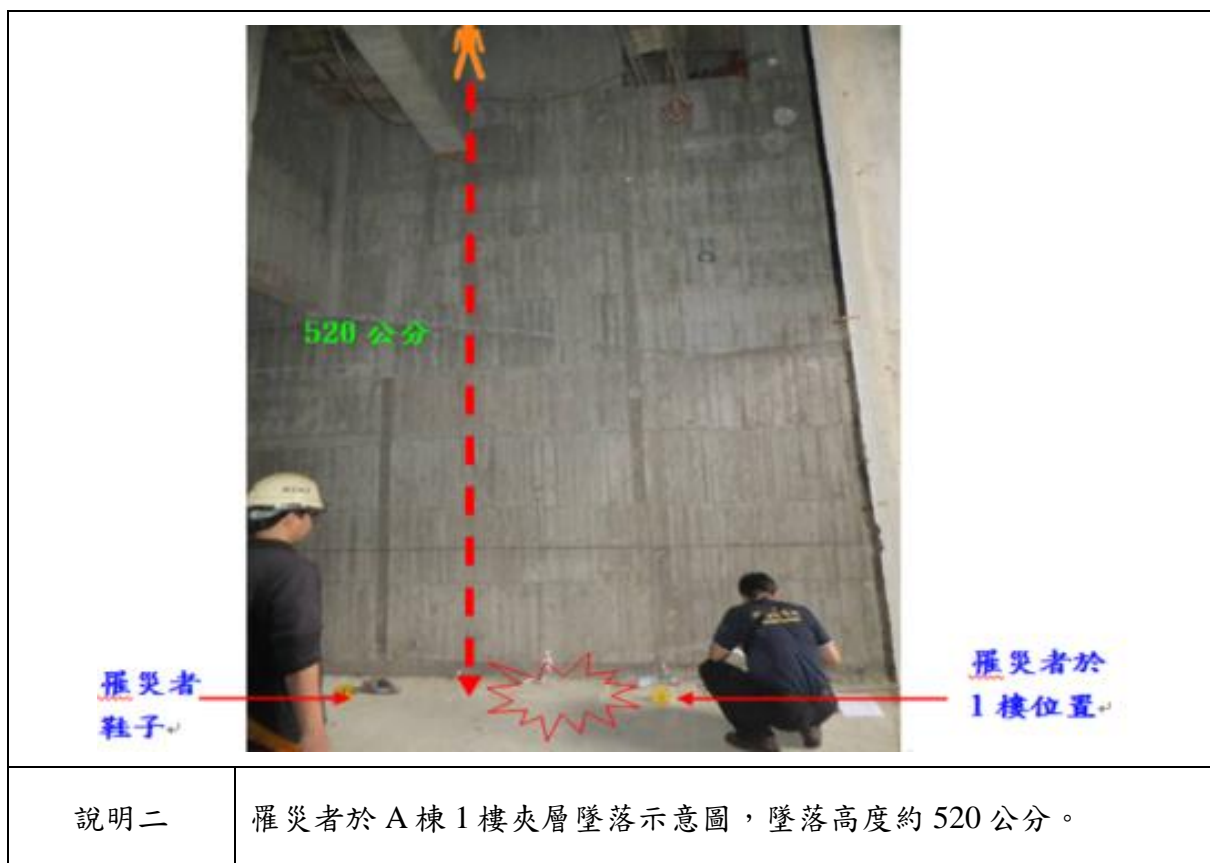 520 公分
罹災者
鞋子
罹災者於
1 樓位置
說明二
罹災者於 A 棟 1 樓夾層墜落示意圖，墜落高度約 520 公分。